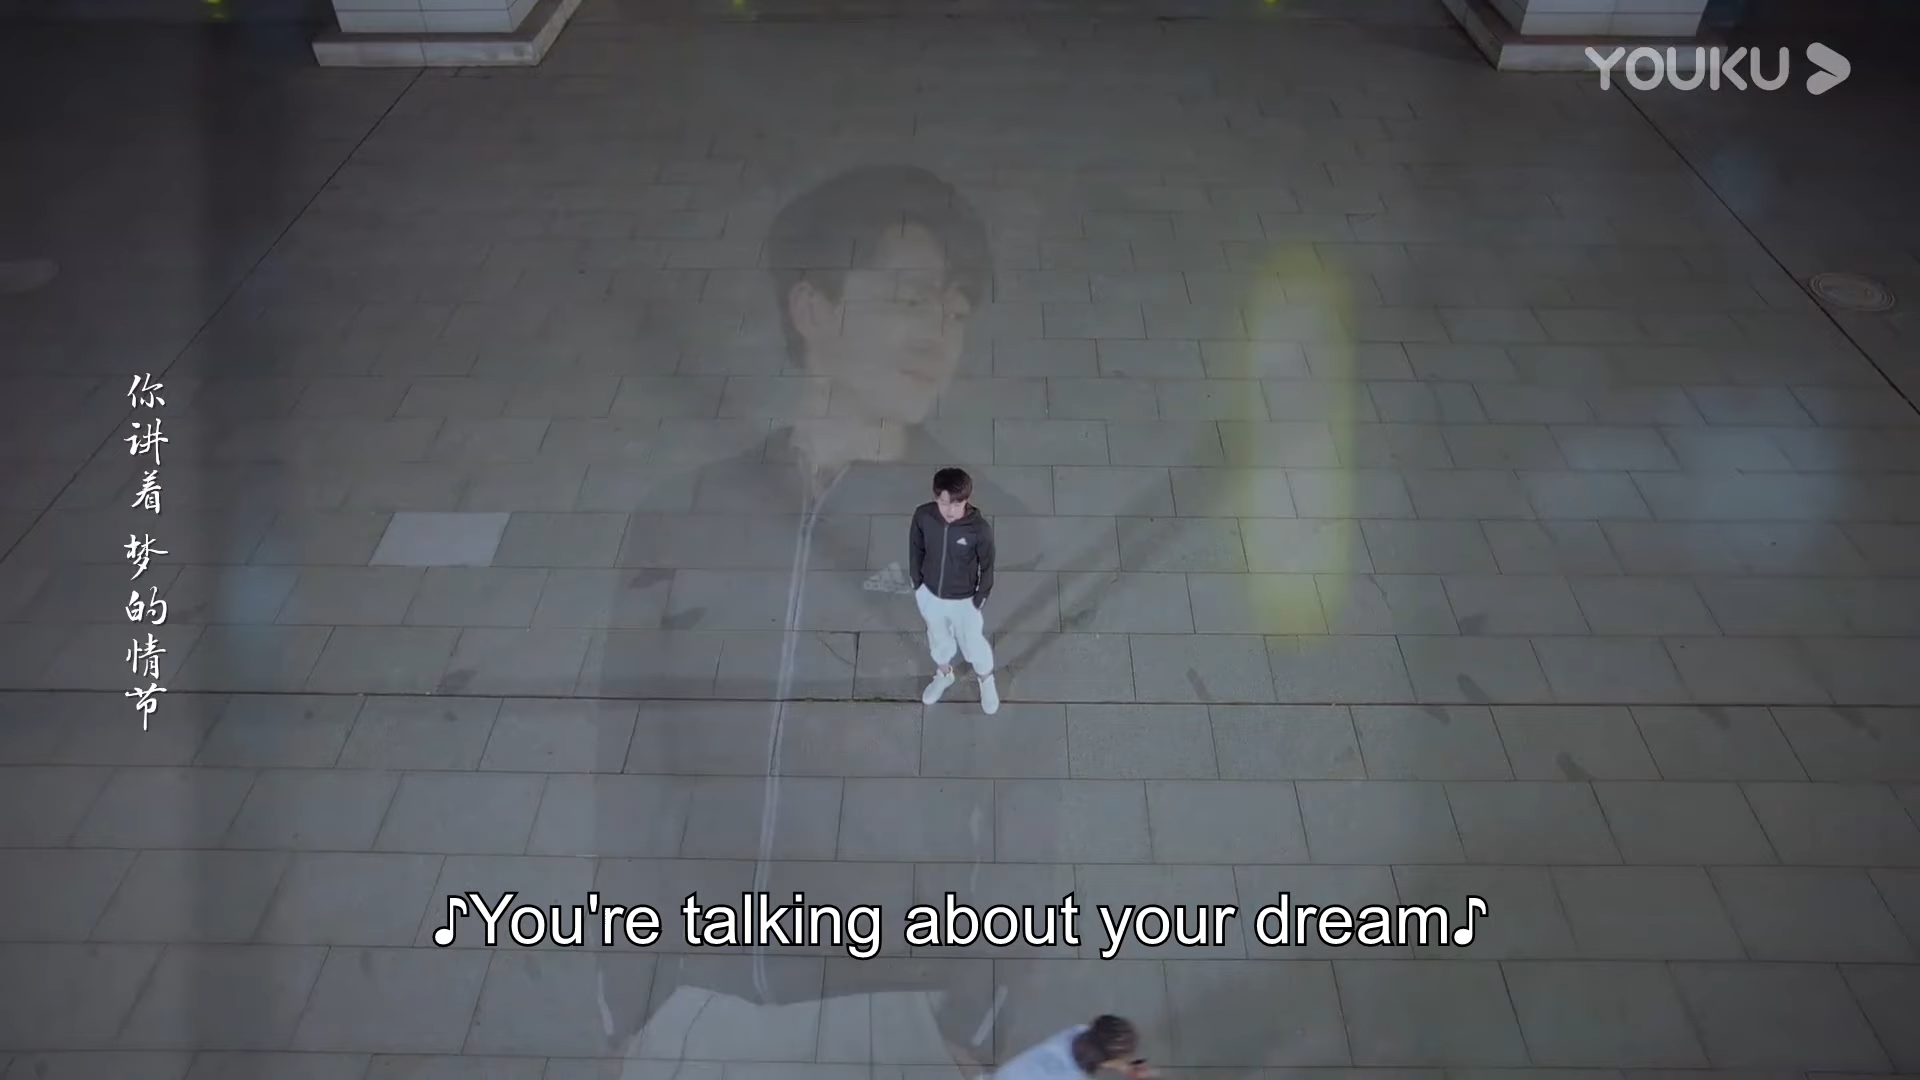 YOUKU
你讲着 梦的情节
♪You're talking about your dream♪